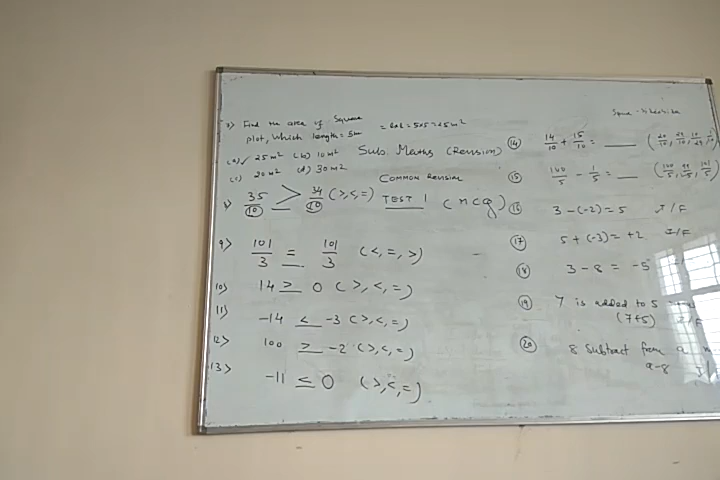 7) Find the area of Square
plot, which length = 5m = a×a = 5×5 = 25m²
(a)✓ 25m² (b) 10m²
(c) 20m² (d) 30m²
Sub. Maths (Revision)
COMMON REVISION
TEST 1 (MCQ)
8) 35/10 > 34/10 (>,<,=)
9) 101/3 = 101/3 (<,=,>)
10) 14 > 0 (>,<,=)
11) -14 < -3 (>,<,=)
12) 100 > -2 (>,<,=)
13) -11 < 0 (>,<,=)
14 14/10 + 15/10 = ___
15 140/5 - 1/5 = ___
16 3-(-2)=5 T/F
17 5+(-3)=+2 T/F
18 3-8 = -5
19 7 is added to 5
(7+5) T/F
20 8 Subtract from a
a-8